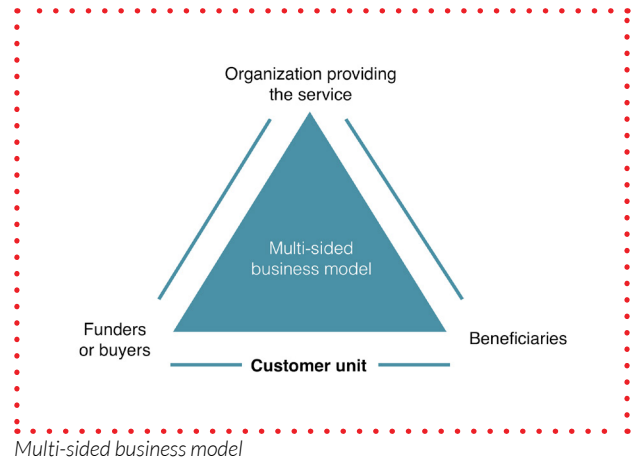 Organization providing
the service
Multi-sided
business model
Funders
or buyers
Beneficiaries
Customer unit
Multi-sided business model